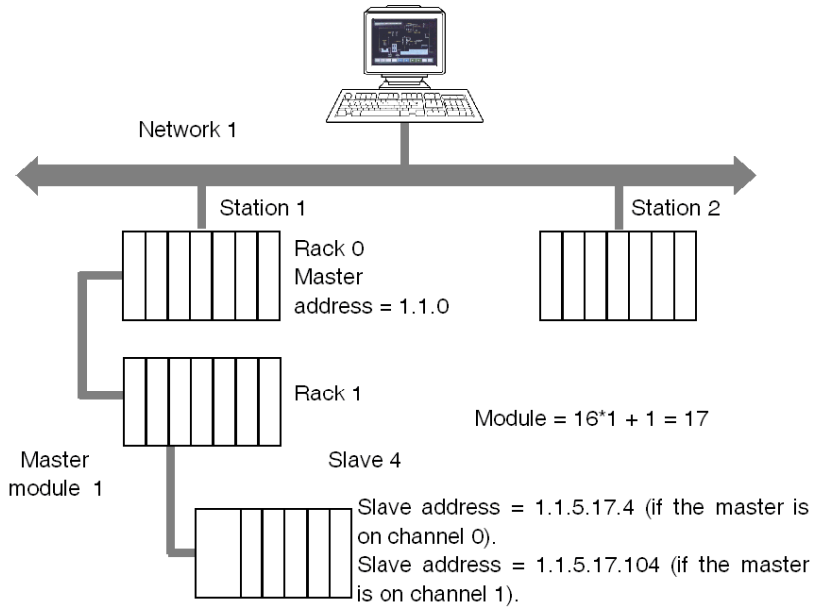 Network 1
Station 1
Station 2
Rack 0
Master
address = 1.1.0
Rack 1
Module = 16*1 + 1 = 17
Master
module 1
Slave 4
Slave address = 1.1.5.17.4 (if the master is
on channel 0).
Slave address = 1.1.5.17.104 (if the master
is on channel 1).